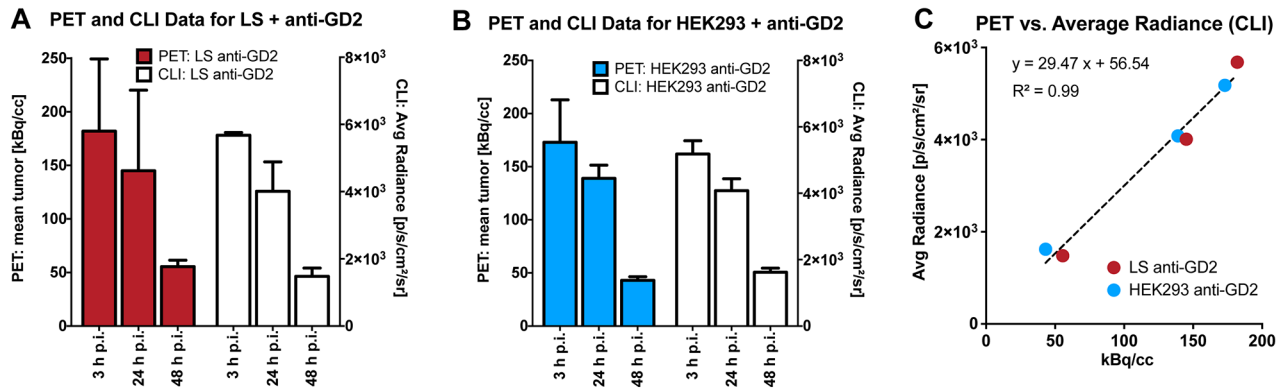 A
PET and CLI Data for LS + anti-GD2
PET: LS anti-GD2
CLI: LS anti-GD2
PET: mean tumor [kBq/cc]
250
200
150
100
50
0
CLI: Avg Radiance [p/s/cm²/sr]
8×10³
6×10³
4×10³
2×10³
0
3 h p.i.
24 h p.i.
48 h p.i.
3 h p.i.
24 h p.i.
48 h p.i.
B
PET and CLI Data for HEK293 + anti-GD2
PET: HEK293 anti-GD2
CLI: HEK293 anti-GD2
PET: mean tumor [kBq/cc]
250
200
150
100
50
0
CLI: Avg Radiance [p/s/cm²/sr]
8×10³
6×10³
4×10³
2×10³
0
3 h p.i.
24 h p.i.
48 h p.i.
3 h p.i.
24 h p.i.
48 h p.i.
C
PET vs. Average Radiance (CLI)
y = 29.47 x + 56.54
R² = 0.99
Avg Radiance [p/s/cm²/sr]
6×10³
4×10³
2×10³
0
LS anti-GD2
HEK293 anti-GD2
0
50
100
150
200
kBq/cc